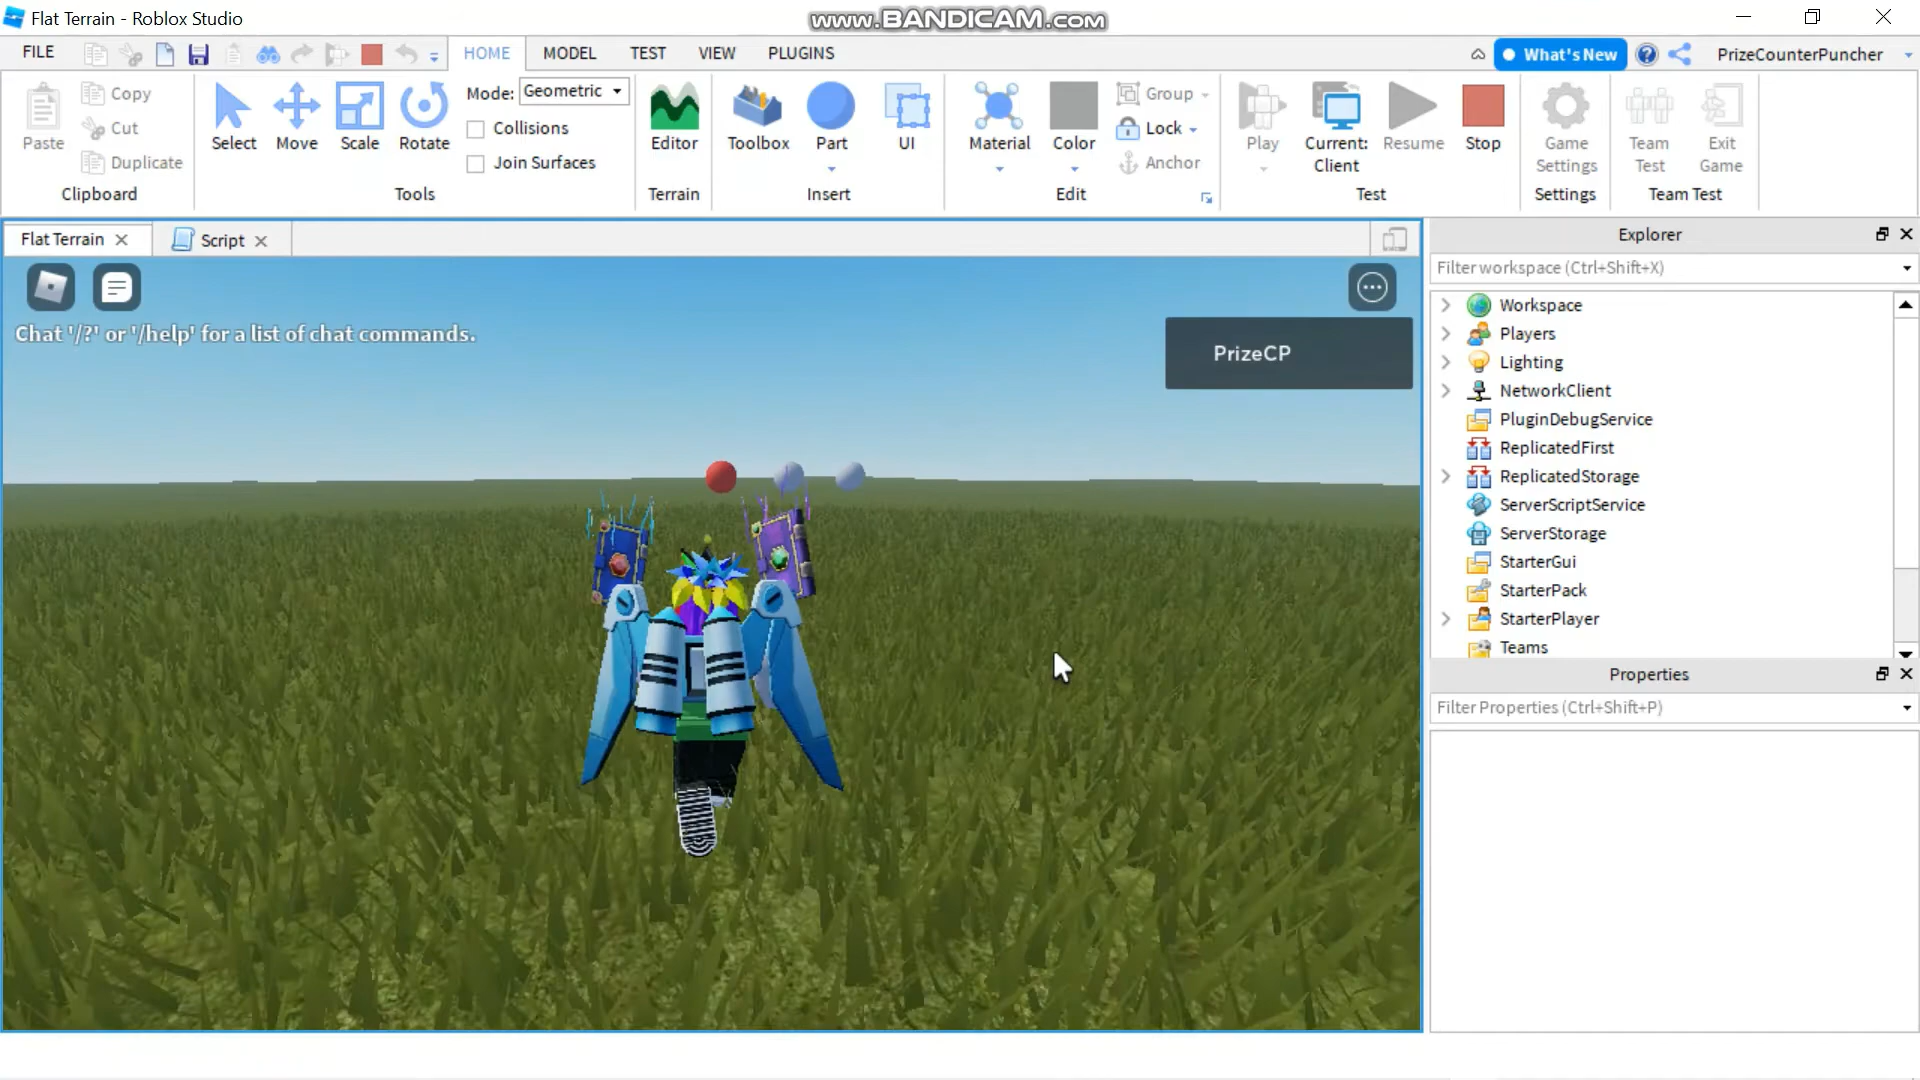 Flat Terrain - Roblox Studio
www.BANDICAM.com
FILE
HOME
MODEL
TEST
VIEW
PLUGINS
What's New
PrizeCounterPuncher
Paste
Copy
Cut
Duplicate
Clipboard
Select
Move
Scale
Rotate
Mode: Geometric
Collisions
Join Surfaces
Tools
Editor
Terrain
Toolbox
Part
UI
Insert
Material
Color
Group
Lock
Anchor
Edit
Play
Current:
Client
Resume
Stop
Test
Game
Settings
Settings
Team
Test
Exit
Game
Team Test
Flat Terrain
Script
Chat '/?' or '/help' for a list of chat commands.
PrizeCP
Explorer
Filter workspace (Ctrl+Shift+X)
Workspace
Players
Lighting
NetworkClient
PluginDebugService
ReplicatedFirst
ReplicatedStorage
ServerScriptService
ServerStorage
StarterGui
StarterPack
StarterPlayer
Teams
Properties
Filter Properties (Ctrl+Shift+P)